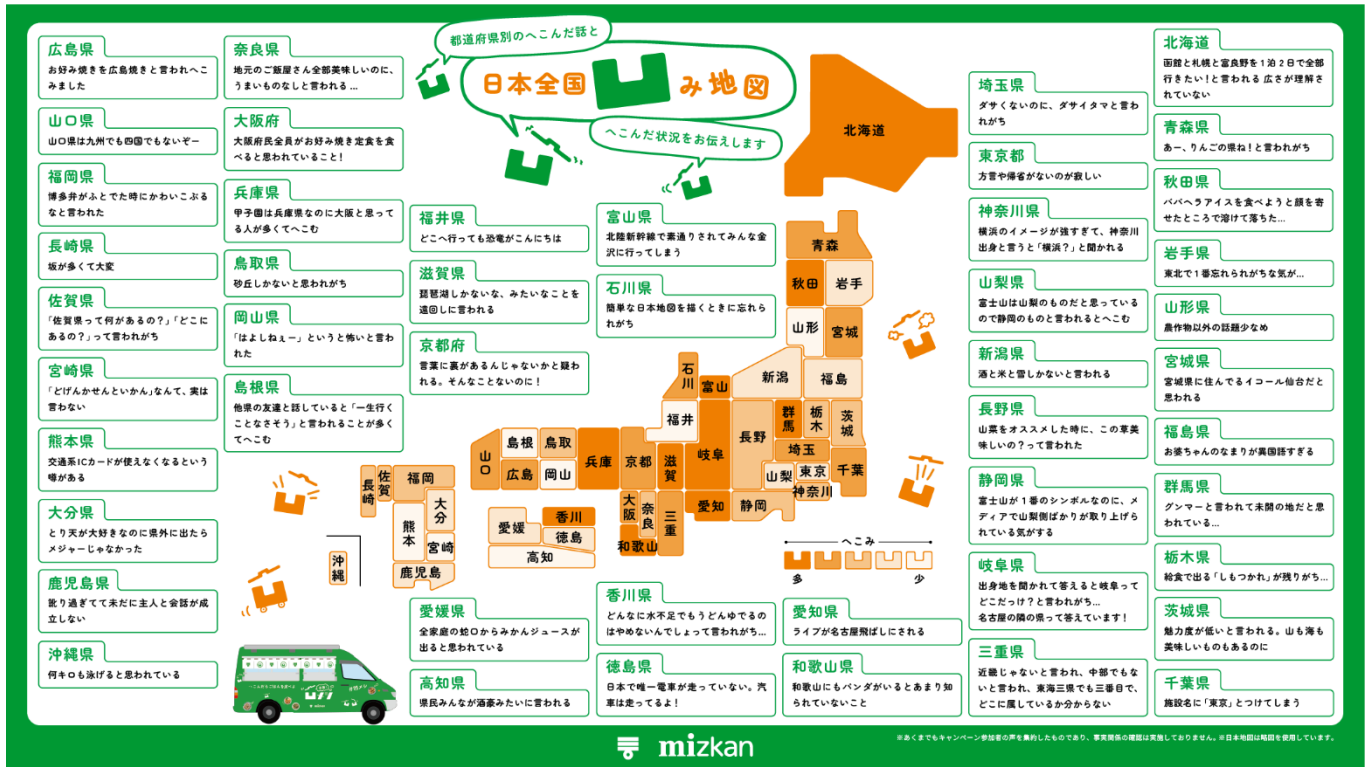 都道府県別のへこんだ話と
日本全国
み地図
へこんだ状況をお伝えします
広島県
お好み焼きを広島焼きと言われへこ
みました
山口県
山口県は九州でも四国でもないぞー
福岡県
博多弁がふとでた時にかわいこぶる
なと言われた
長崎県
坂が多くて大変
佐賀県
「佐賀県って何があるの?」「どこに
あるの?」って言われがち
宮崎県
「どげんかせんといかん」なんて、実は
言わない
熊本県
交通系ICカードが使えなくなるという
噂がある
大分県
とり天が大好きなのに県外に出たら
メジャーじゃなかった
鹿児島県
訛り過ぎてて未だに主人と会話が成
立しない
沖縄県
何キロも泳げると思われている
奈良県
地元のご飯屋さん全部美味しいのに、
うまいものなしと言われる...
大阪府
大阪府民全員がお好み焼き定食を食
べると思われていること!
兵庫県
甲子園は兵庫県なのに大阪と思って
る人が多くてへこむ
鳥取県
砂丘しかないと思われがち
岡山県
「はよしねぇー」というと怖いと言わ
れた
島根県
他県の友達と話していると「一生行く
ことなさそう」と言われることが多く
てへこむ
福井県
どこへ行っても恐竜がこんにちは
滋賀県
琵琶湖しかないな、みたいなことを
遠回しに言われる
京都府
言葉に裏があるんじゃないかと疑わ
れる。そんなことないのに!
富山県
北陸新幹線で素通りされてみんな金
沢に行ってしまう
石川県
簡単な日本地図を描くときに忘れら
れがち
北海道
青森
秋田
岩手
山形
宮城
新潟
福島
石川
富山
福井
岐阜
長野
群馬
栃木
茨城
埼玉
山梨
東京
千葉
神奈川
静岡
愛知
滋賀
京都
兵庫
大阪
奈良
三重
和歌山
鳥取
島根
岡山
広島
山口
香川
愛媛
徳島
高知
福岡
佐賀
長崎
大分
熊本
宮崎
鹿児島
沖縄
へこみ
多
少
愛媛県
全家庭の蛇口からみかんジュースが
出ると思われている
高知県
県民みんなが酒豪みたいに言われる
香川県
どんなに水不足でもうどんゆでるの
はやめないんでしょって言われがち...
徳島県
日本で唯一電車が走っていない。汽
車は走ってるよ!
愛知県
ライブが名古屋飛ばしにされる
和歌山県
和歌山にもパンダがいるとあまり知
られていないこと
埼玉県
ダサくないのに、ダサイタマと言わ
れがち
東京都
方言や帰省がないのが寂しい
神奈川県
横浜のイメージが強すぎて、神奈川
出身と言うと「横浜?」と聞かれる
山梨県
富士山は山梨のものだと思っている
ので静岡のものと言われるとへこむ
新潟県
酒と米と雪しかないと言われる
長野県
山菜をオススメした時に、この草美
味しいの?って言われた
静岡県
富士山が1番のシンボルなのに、メ
ディアで山梨側ばかりが取り上げら
れている気がする
岐阜県
出身地を聞かれて答えると岐阜って
どこだっけ?と言われがち...
名古屋の隣の県って答えています!
三重県
近畿じゃないと言われ、中部でもな
いと言われ、東海三県でも三番目で、
どこに属しているか分からない
北海道
函館と札幌と富良野を1泊2日で全部
行きたい!と言われる 広さが理解さ
れていない
青森県
あー、りんごの県ね!と言われがち
秋田県
ババヘラアイスを食べようと顔を寄
せたところで溶けて落ちた...
岩手県
東北で1番忘れられがちな気が...
山形県
農作物以外の話題少なめ
宮城県
宮城県に住んでるイコール仙台だと
思われる
福島県
お婆ちゃんのなまりが異国語すぎる
群馬県
グンマーと言われて未開の地だと思
われている...
栃木県
給食で出る「しもつかれ」が残りがち...
茨城県
魅力度が低いと言われる。山も海も
美味しいものもあるのに
千葉県
施設名に「東京」とつけてしまう
mizkan
※あくまでもキャンペーン参加者の声を集約したものであり、事実関係の確認は実施しておりません。※日本地図は略図を使用しています。